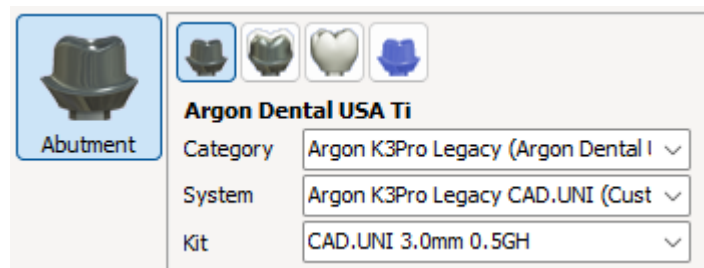 Argon Dental USA Ti
Abutment
Category Argon K3Pro Legacy (Argon Dental
System Argon K3Pro Legacy CAD.UNI (Cust
Kit CAD.UNI 3.0mm 0.5GH